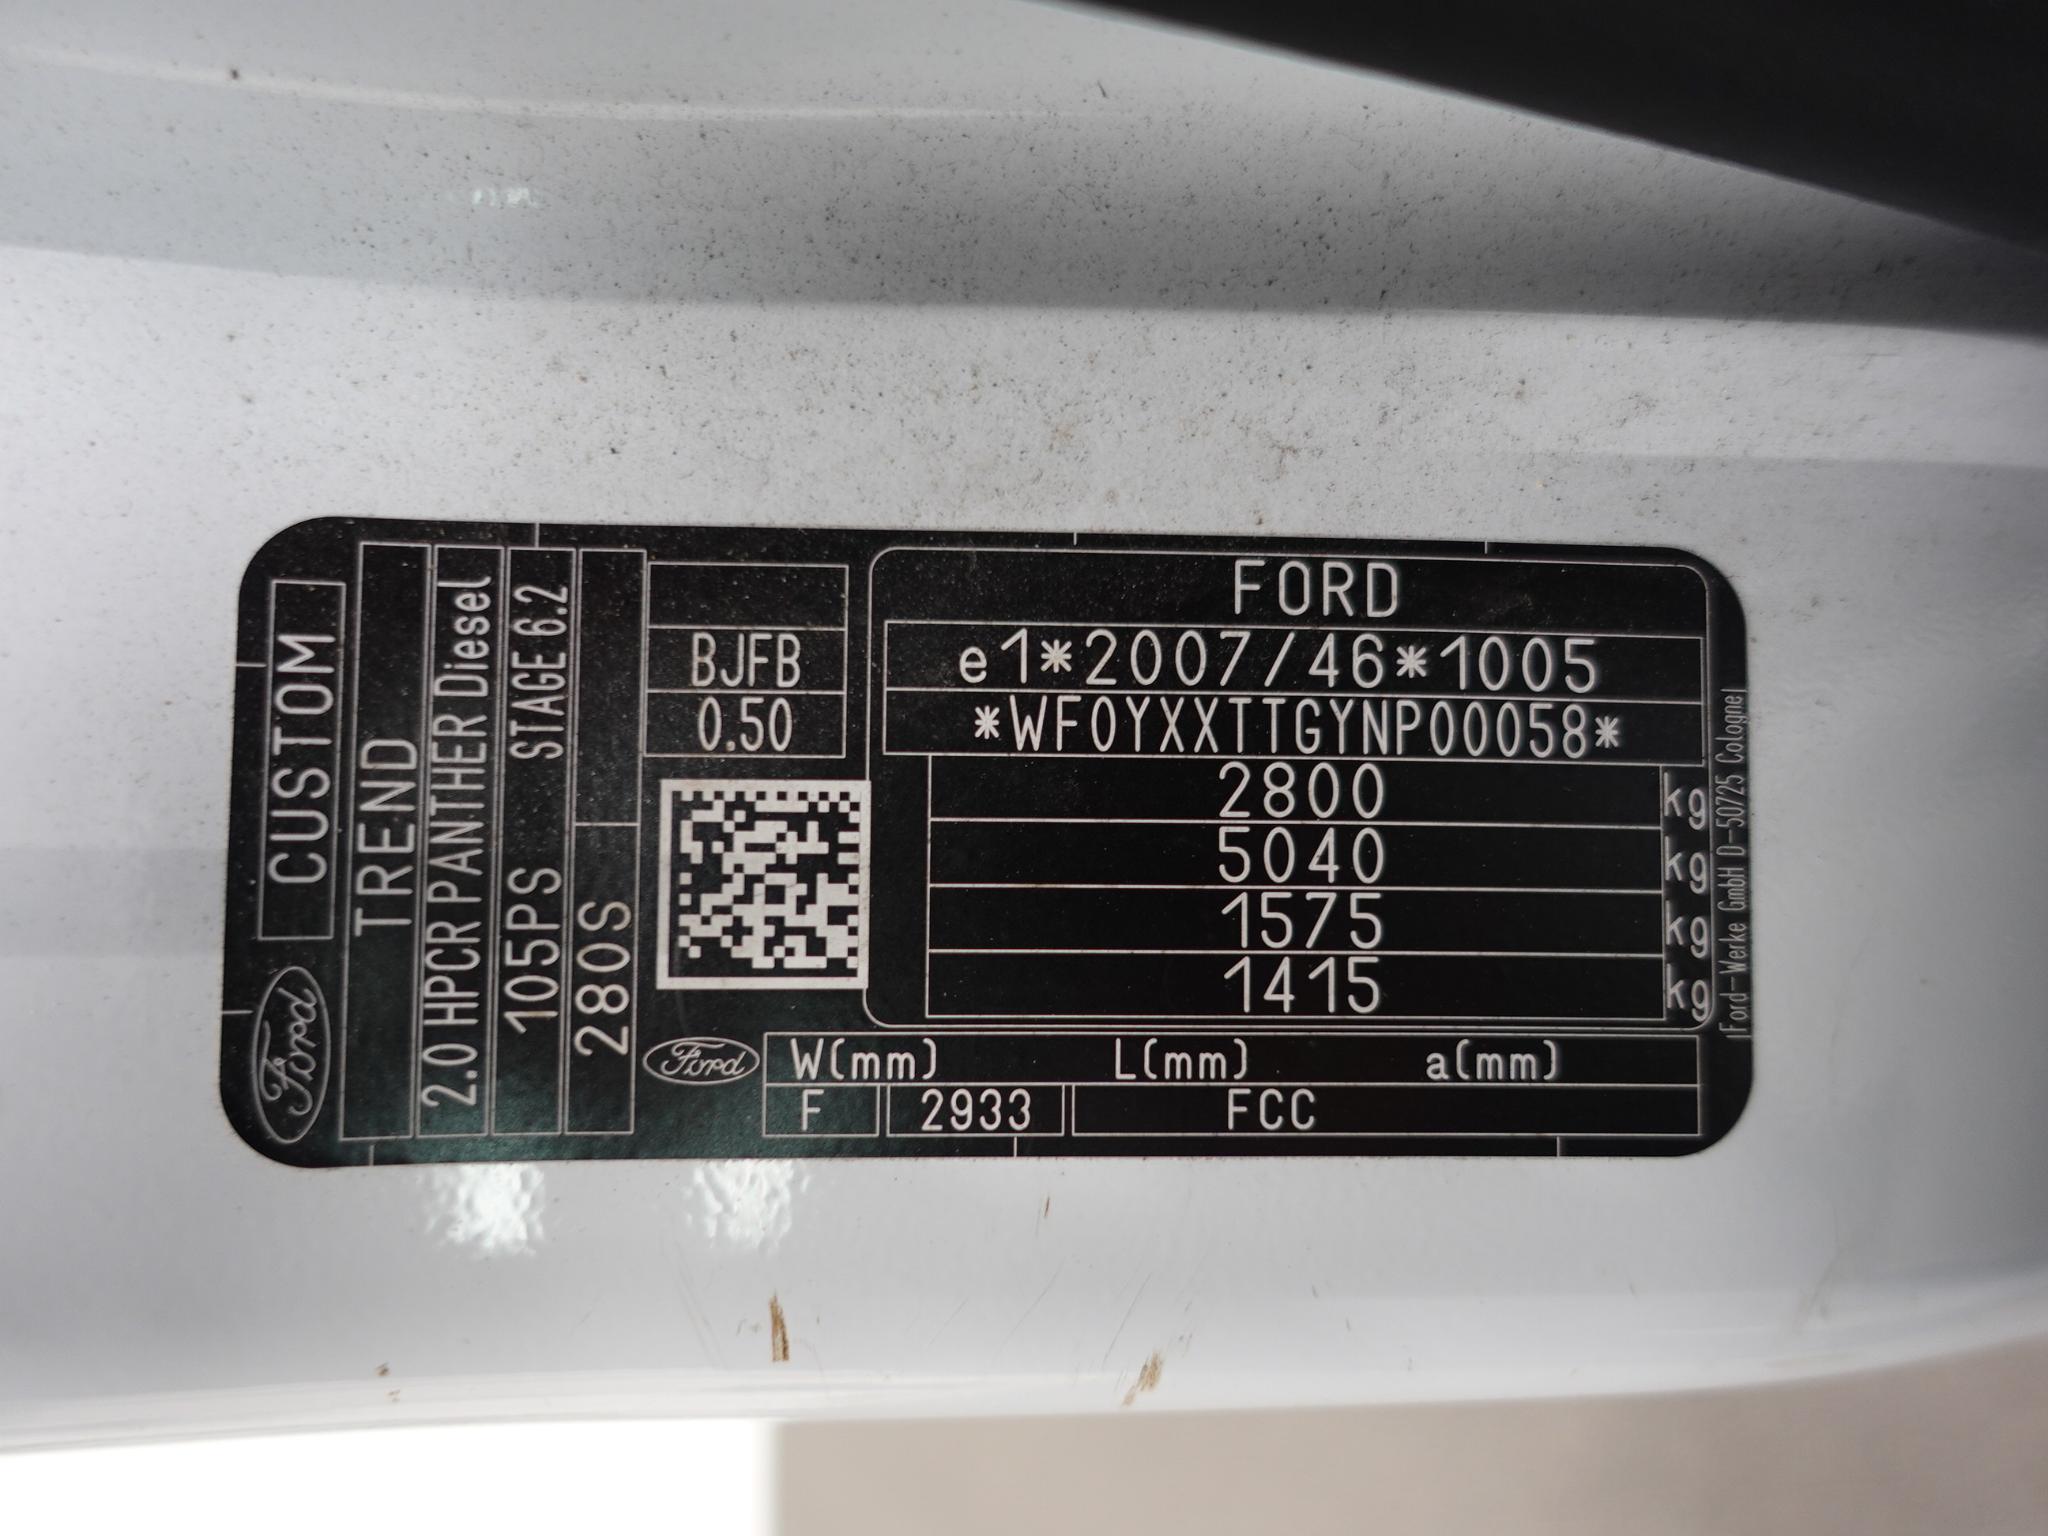 Ford
CUSTOM
TREND
2.0 HPCR PANTHER Diesel
105PS STAGE 6.2
280S
BJFB
0.50
FORD
e1*2007/46*1005
*WF0YXXTTGYNP00058*
2800 kg
5040 kg
1575 kg
1415 kg
Ford-Werke GmbH D-50725 Cologne
Ford
W(mm) L(mm) a(mm)
F 2933 FCC